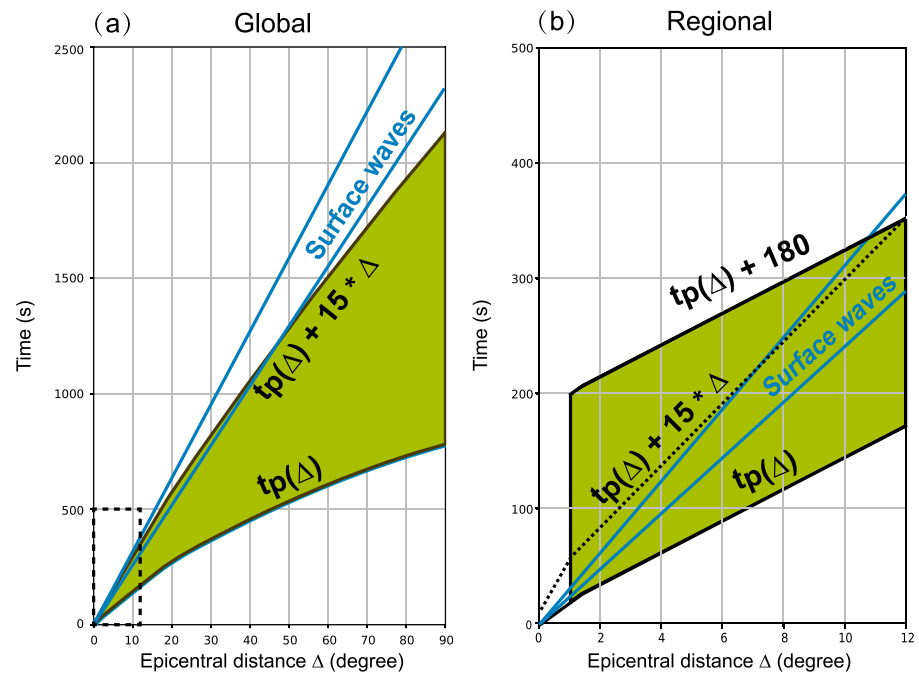 (a) Global
2500
2000
1500
1000
500
0
Time (s)
Surface waves
tp(Δ) + 15 * Δ
tp(Δ)
0 10 20 30 40 50 60 70 80 90
Epicentral distance Δ (degree)
(b) Regional
500
400
300
200
100
0
Time (s)
tp(Δ) + 180
Surface waves
tp(Δ) + 15 * Δ
tp(Δ)
0 2 4 6 8 10 12
Epicentral distance Δ (degree)